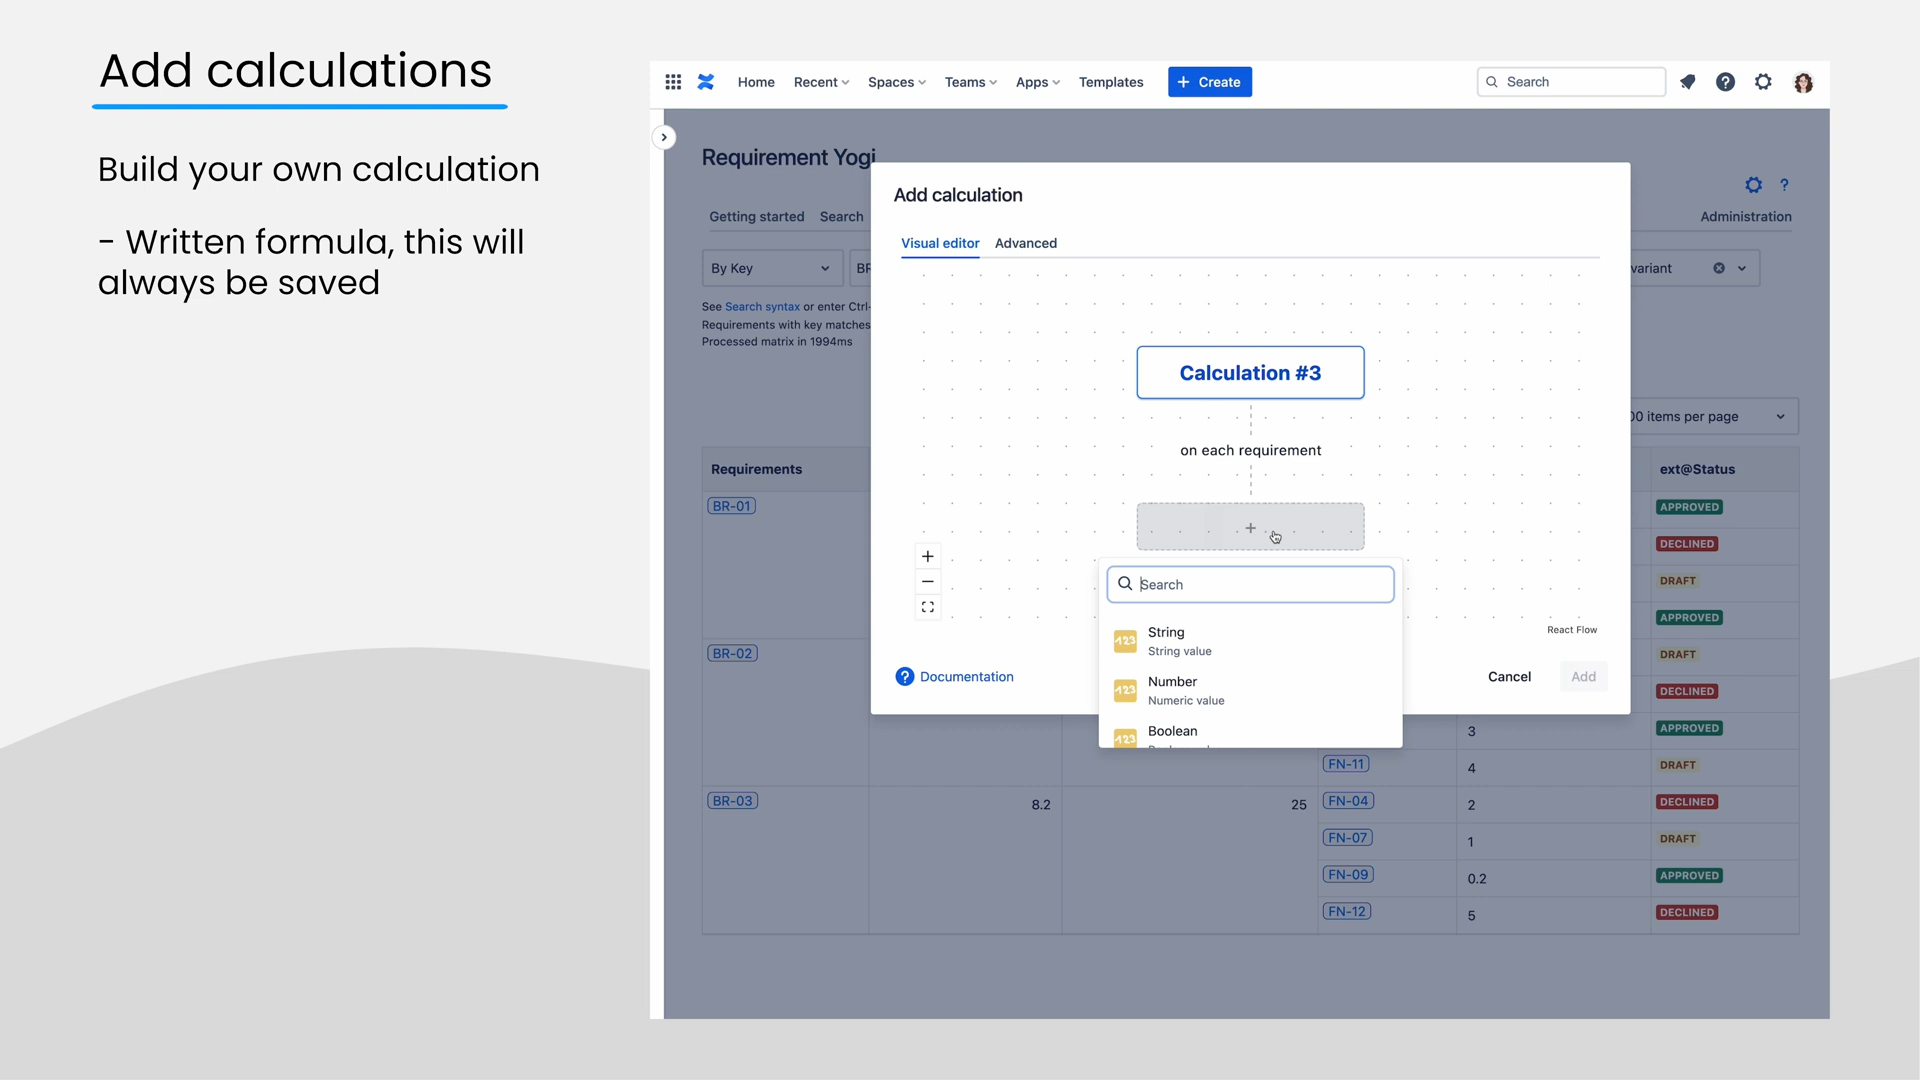 Add calculations
Build your own calculation
- Written formula, this will
always be saved
Home Recent Spaces Teams Apps Templates + Create Search
Requirement Yogi
Getting started Search Administration
By Key BR variant
See Search syntax or enter Ctrl-
Requirements with key matches
Processed matrix in 1994ms
00 items per page
Add calculation
Visual editor Advanced
Calculation #3
on each requirement
+
Search
String
String value
Number
Numeric value
Boolean
React Flow
Documentation
Cancel Add
Requirements ext@Status
BR-01 APPROVED
DECLINED
DRAFT
APPROVED
BR-02 DRAFT
DECLINED
3 APPROVED
FN-11 4 DRAFT
BR-03 8.2 25 FN-04 2 DECLINED
FN-07 1 DRAFT
FN-09 0.2 APPROVED
FN-12 5 DECLINED